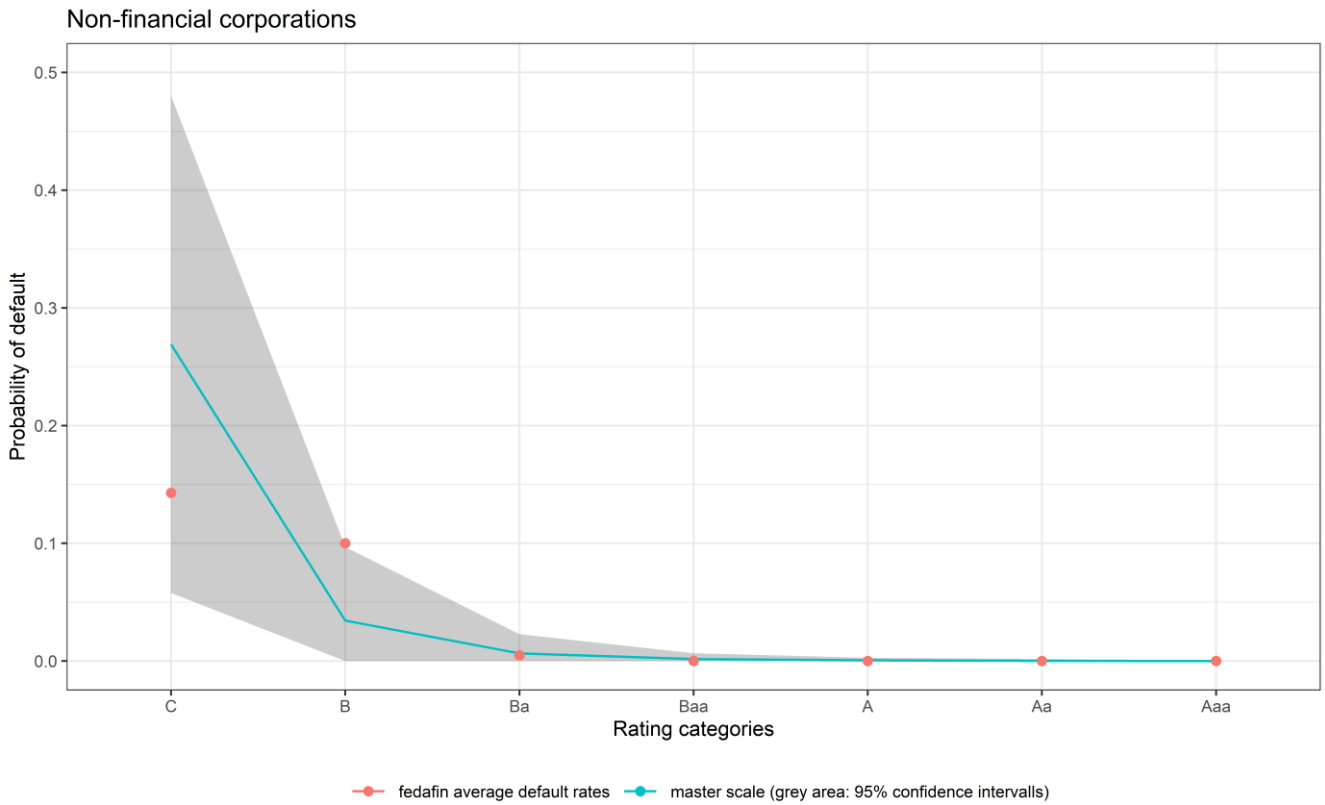 Non-financial corporations
Probability of default
0.5
0.4
0.3
0.2
0.1
0.0
C B Ba Baa A Aa Aaa
Rating categories
fedafin average default rates master scale (grey area: 95% confidence intervalls)